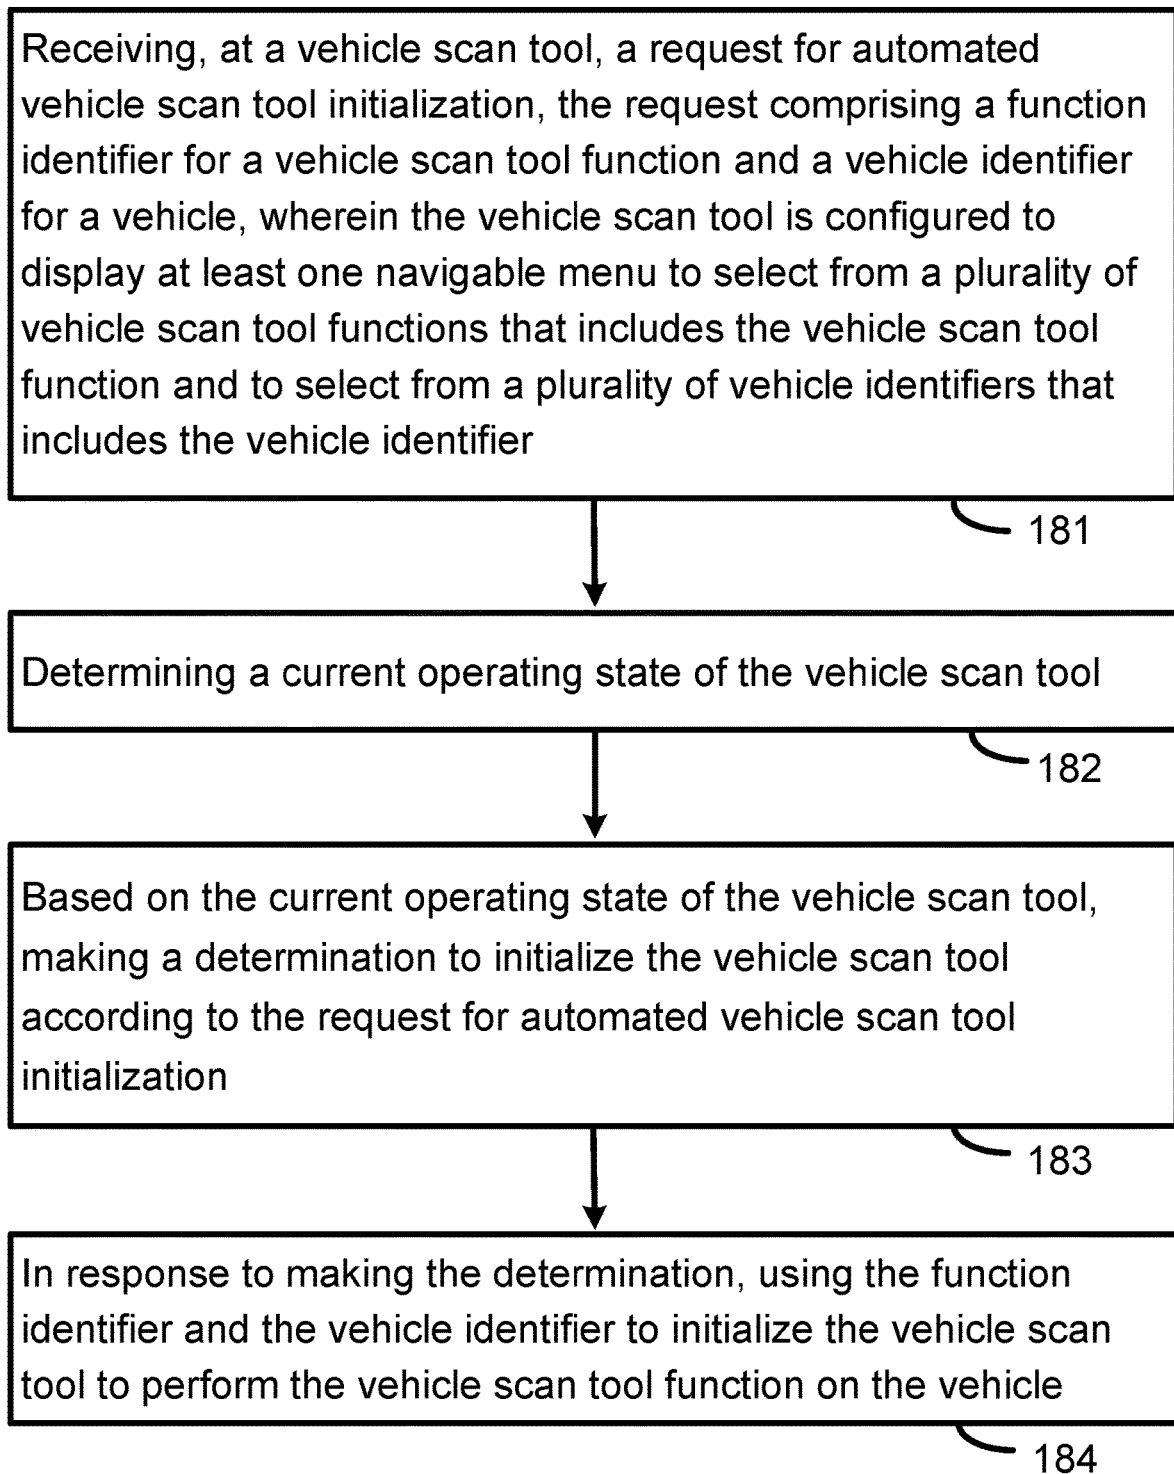 Receiving, at a vehicle scan tool, a request for automated
vehicle scan tool initialization, the request comprising a function
identifier for a vehicle scan tool function and a vehicle identifier
for a vehicle, wherein the vehicle scan tool is configured to
display at least one navigable menu to select from a plurality of
vehicle scan tool functions that includes the vehicle scan tool
function and to select from a plurality of vehicle identifiers that
includes the vehicle identifier
181
Determining a current operating state of the vehicle scan tool
182
Based on the current operating state of the vehicle scan tool,
making a determination to initialize the vehicle scan tool
according to the request for automated vehicle scan tool
initialization
183
In response to making the determination, using the function
identifier and the vehicle identifier to initialize the vehicle scan
tool to perform the vehicle scan tool function on the vehicle
184